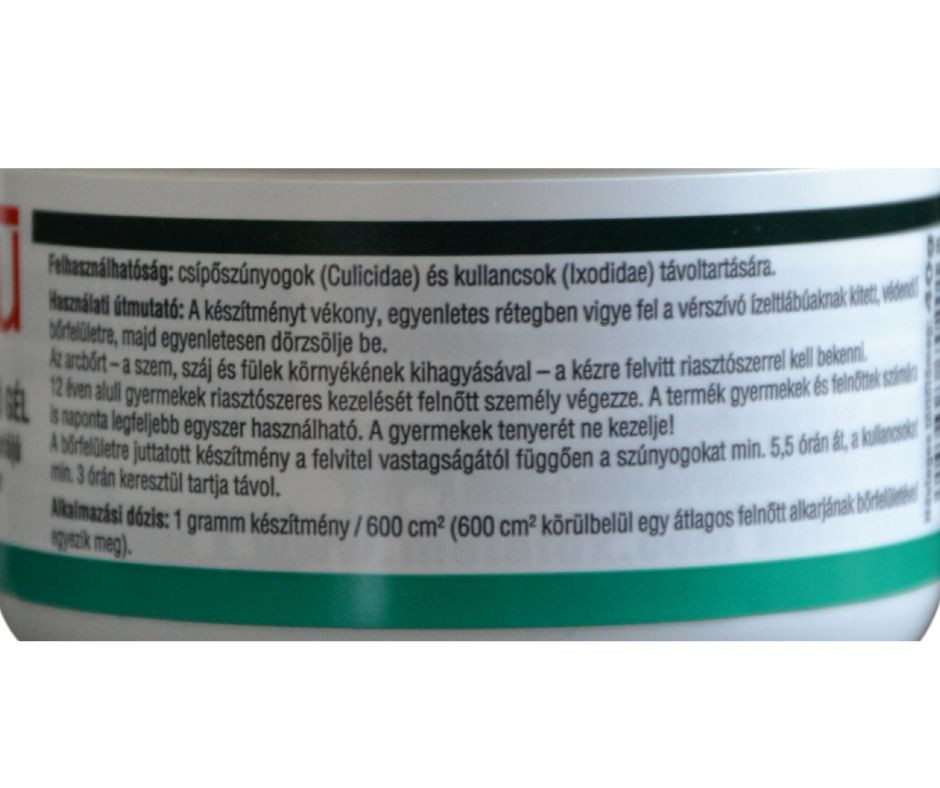 Felhasználhatóság: csípőszúnyogok (Culicidae) és kullancsok (Ixodidae) távoltartására.
Használati útmutató: A készítményt vékony, egyenletes rétegben vigye fel a vérszívó ízeltlábúaknak kitett, védendő
bőrfelületre, majd egyenletesen dörzsölje be.
Az arcbőrt – a szem, száj és fülek környékének kihagyásával – a kézre felvitt riasztószerrel kell bekenni.
12 éven aluli gyermekek riasztószeres kezelését felnőtt személy végezze. A termék gyermekek és felnőttek számára
is naponta legfeljebb egyszer használható. A gyermekek tenyerét ne kezelje!
A bőrfelületre juttatott készítmény a felvitel vastagságától függően a szúnyogokat min. 5,5 órán át, a kullancsokat
min. 3 órán keresztül tartja távol.
Alkalmazási dózis: 1 gramm készítmény / 600 cm² (600 cm² körülbelül egy átlagos felnőtt alkarjának bőrfelületével
egyezik meg).
GÉL